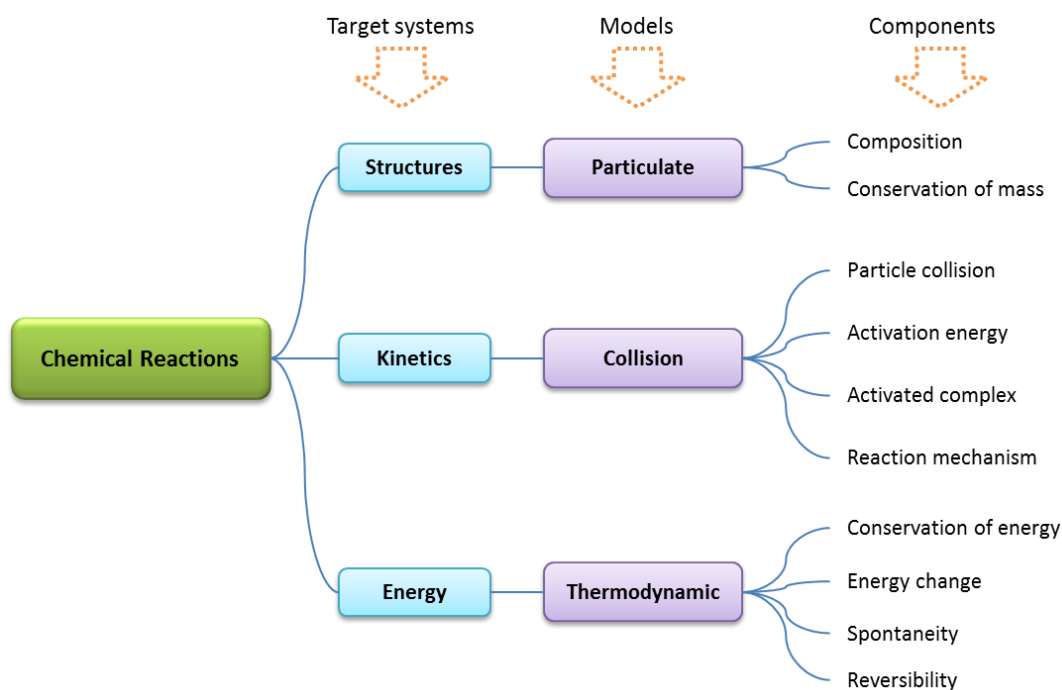 Target systems
Models
Components
Structures
Particulate
Composition
Conservation of mass
Chemical Reactions
Kinetics
Collision
Particle collision
Activation energy
Activated complex
Reaction mechanism
Energy
Thermodynamic
Conservation of energy
Energy change
Spontaneity
Reversibility